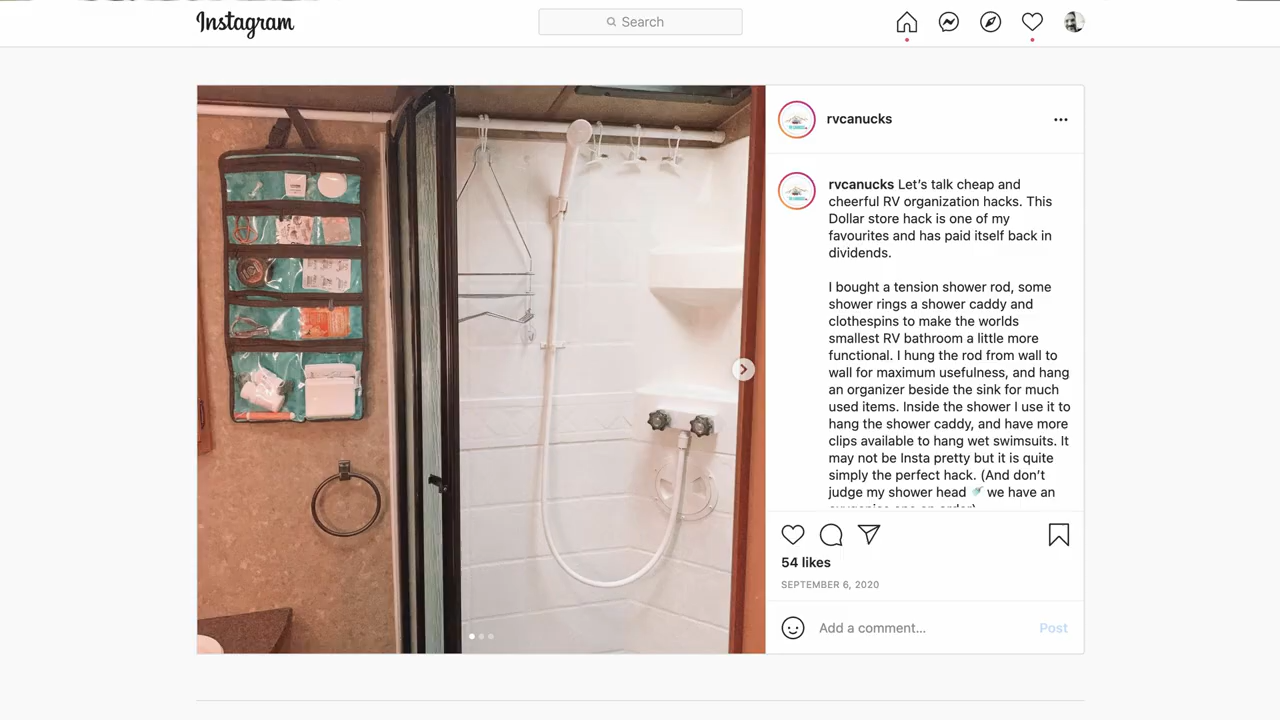 Instagram
Search
rvcanucks
rvcanucks Let's talk cheap and
cheerful RV organization hacks. This
Dollar store hack is one of my
favourites and has paid itself back in
dividends.
I bought a tension shower rod, some
shower rings a shower caddy and
clothespins to make the worlds
smallest RV bathroom a little more
functional. I hung the rod from wall to
wall for maximum usefulness, and hang
an organizer beside the sink for much
used items. Inside the shower I use it to
hang the shower caddy, and have more
clips available to hang wet swimsuits. It
may not be Insta pretty but it is quite
simply the perfect hack. (And don't
judge my shower head 🚿 we have an
54 likes
SEPTEMBER 6, 2020
Add a comment...
Post